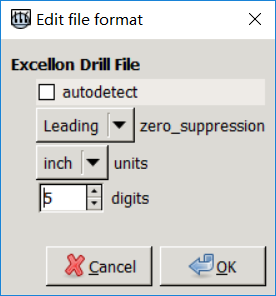 Edit file format
Excellon Drill File
autodetect
Leading zero_suppression
inch units
5 digits
Cancel OK